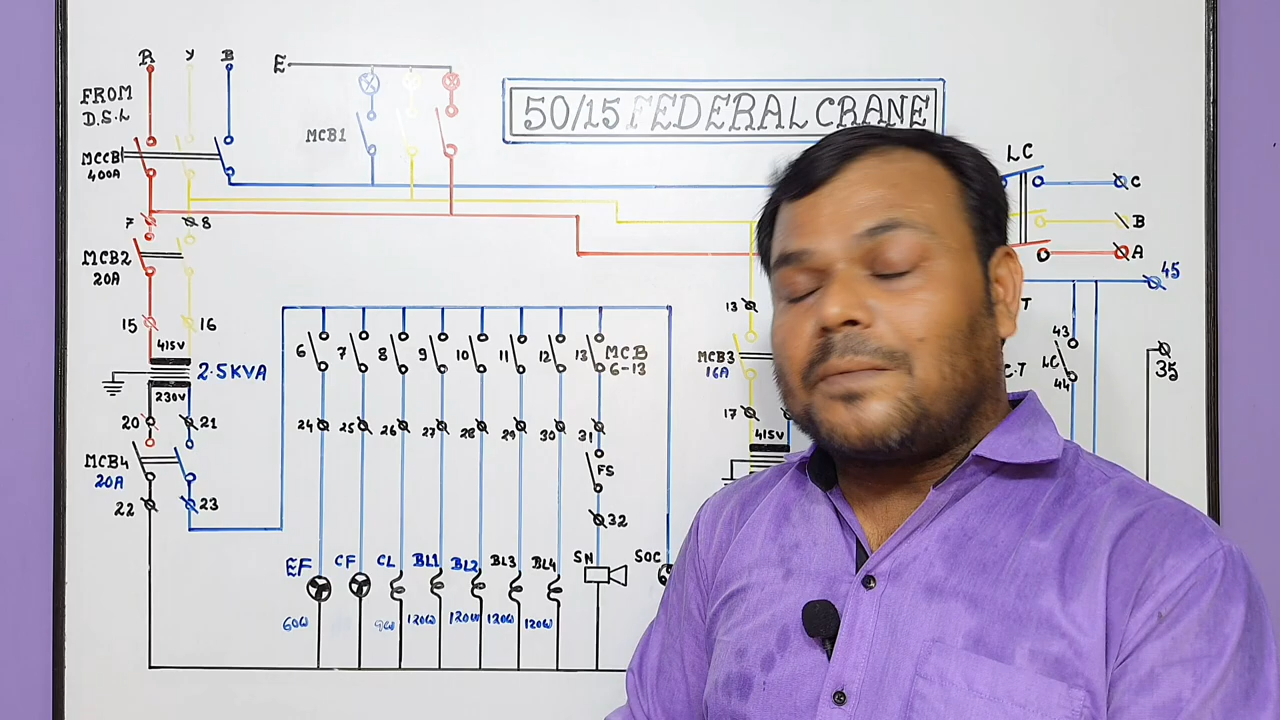 R Y B
E
FROM
D.S.L
50/15 FEDERAL CRANE
MCB1
MCCB
400A
LC
C
B
A
7 8
MCB2
20A
45
15 16
13
T
415V
2.5KVA
230V
6 7 8 9 10 11 12 13 MCB
6-13
MCB3
16A
43
LC
44
C.T
35
20 21
24 25 26 27 28 29 30 31
17
415V
MCB4
20A
FS
22 23
32
EF CF CL BL1 BL2 BL3 BL4 SN SOC
60W 9W 120W 120W 120W 120W